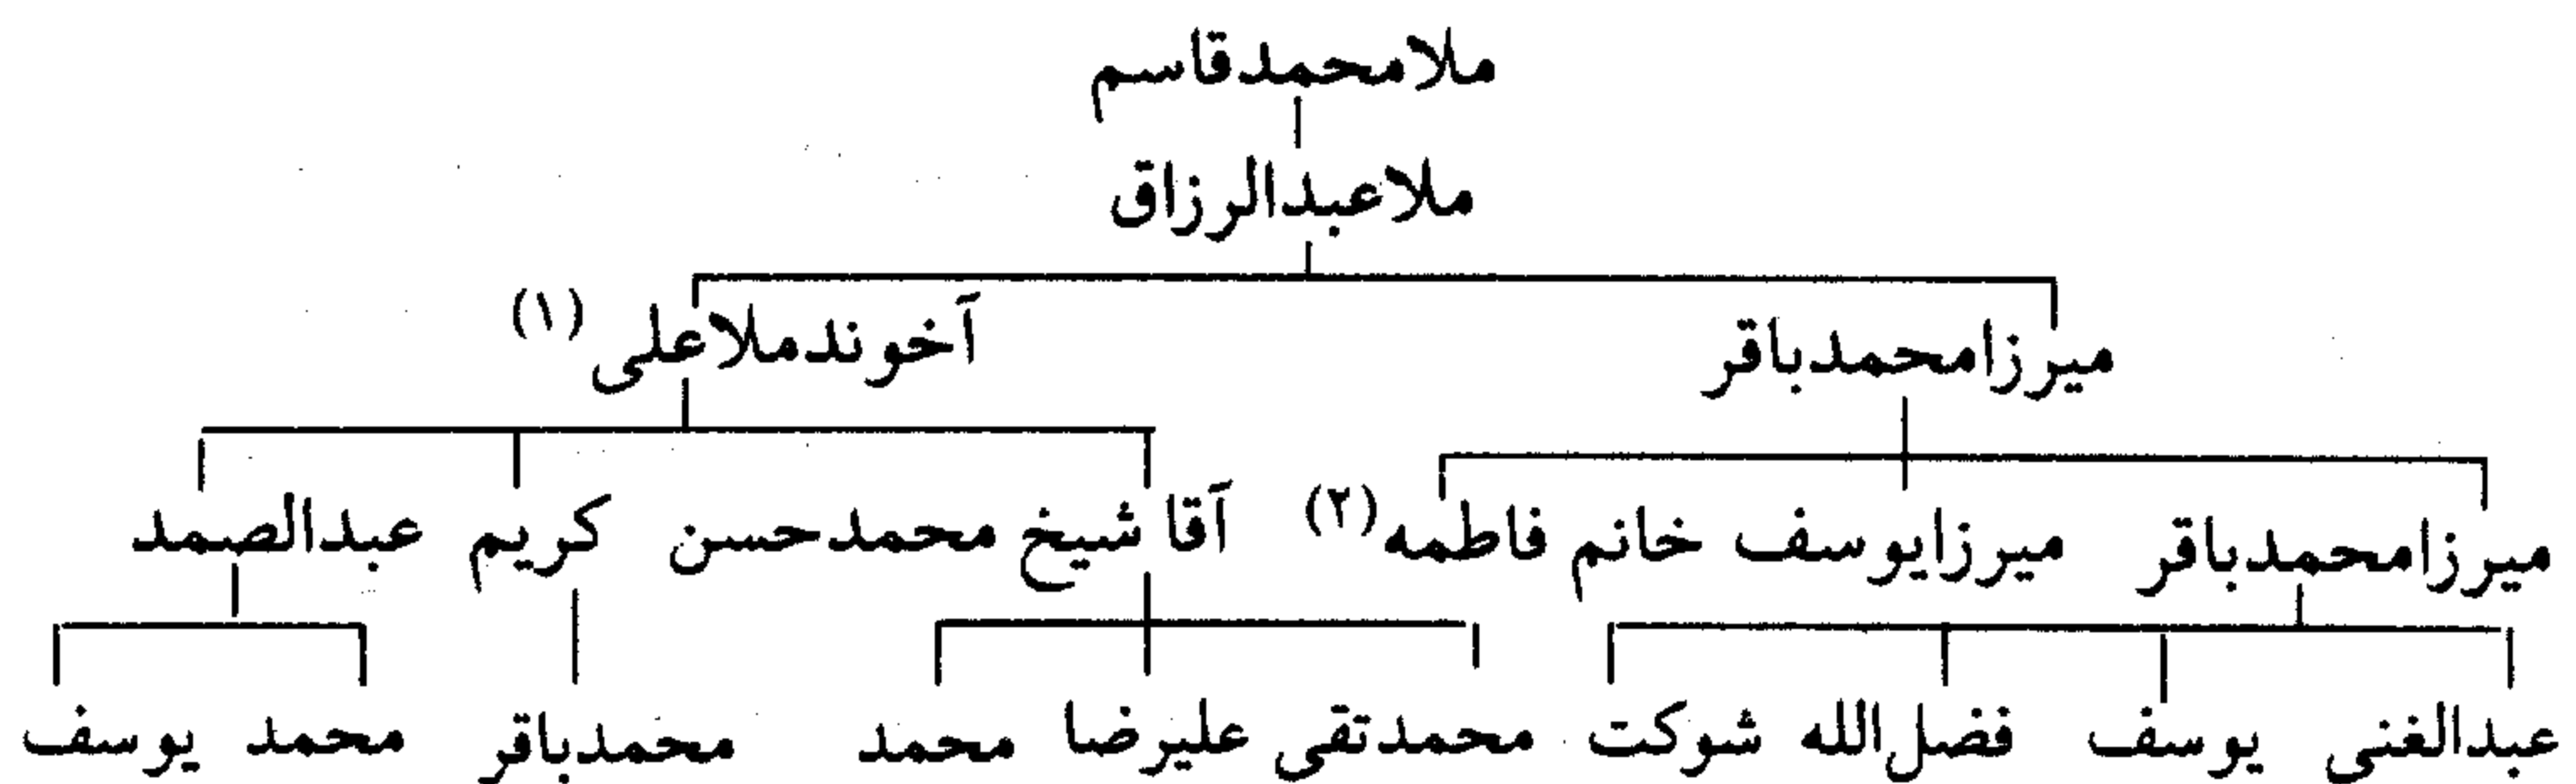 ملامحمدقاسم
ملاعبدالرزاق
میرزامحمدباقر آخوندملاعلی (۱)
میرزامحمدباقر میرزایوسف خانم فاطمه (۲) آقا شیخ محمدحسن کریم عبدالصمد
عبدالغنی یوسف فضل‌الله شوکت محمدتقی علیرضا محمد محمدباقر محمد یوسف